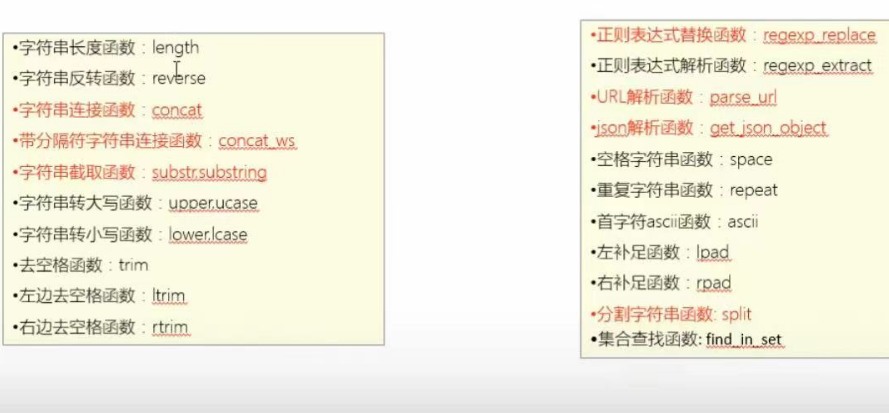 •字符串长度函数：length
•字符串反转函数：reverse
•字符串连接函数：concat
•带分隔符字符串连接函数：concat_ws
•字符串截取函数：substr,substring
•字符串转大写函数：upper,ucase
•字符串转小写函数：lower,lcase
•去空格函数：trim
•左边去空格函数：ltrim
•右边去空格函数：rtrim
•正则表达式替换函数：regexp_replace
•正则表达式解析函数：regexp_extract
•URL解析函数：parse_url
•json解析函数：get_json_object
•空格字符串函数：space
•重复字符串函数：repeat
•首字符ascii函数：ascii
•左补足函数：lpad
•右补足函数：rpad
•分割字符串函数: split
•集合查找函数: find_in_set